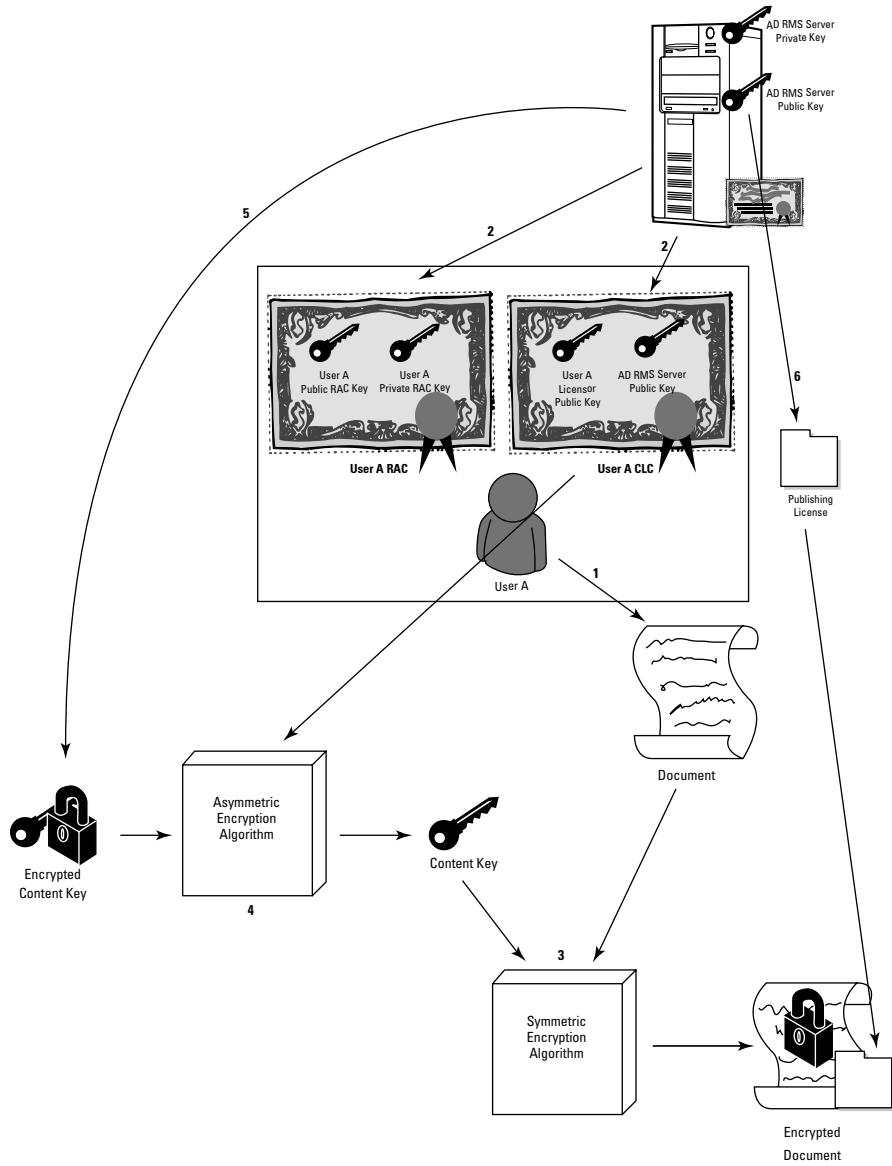 AD RMS Server
Private Key
AD RMS Server
Public Key
5
2
2
User A
Public RAC Key
User A
Private RAC Key
User A
Licensor
Public Key
AD RMS Server
Public Key
6
User A RAC
User A CLC
Publishing
License
1
User A
Document
Asymmetric
Encryption
Algorithm
Encrypted
Content Key
Content Key
4
3
Symmetric
Encryption
Algorithm
Encrypted
Document